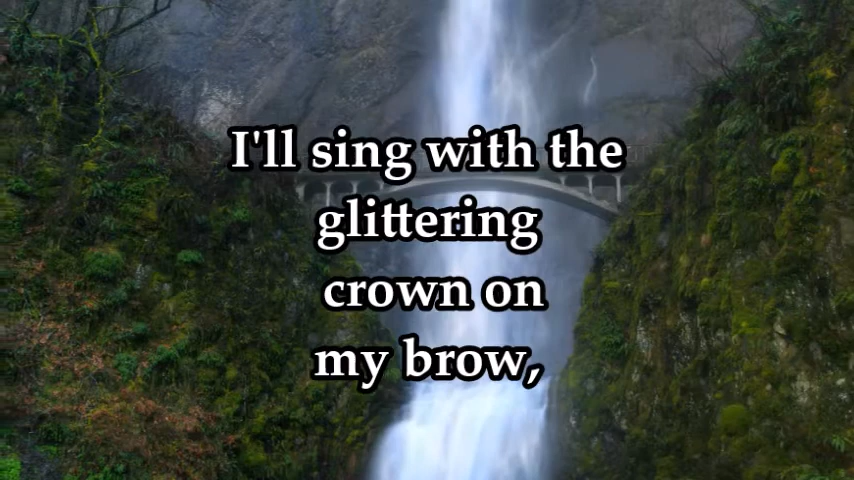 I'll sing with the
glittering
crown on
my brow,